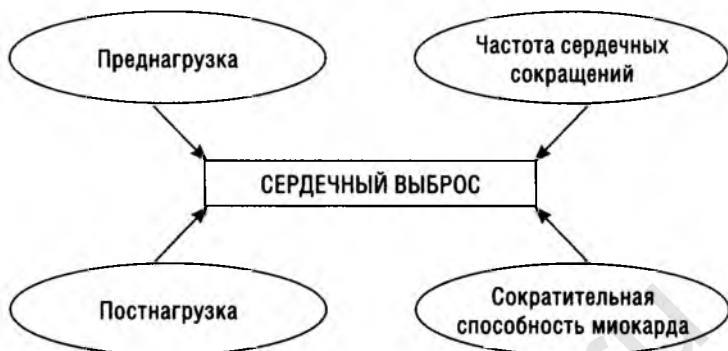 Преднагрузка
Частота сердечных
сокращений
СЕРДЕЧНЫЙ ВЫБРОС
Постнагрузка
Сократительная
способность миокарда